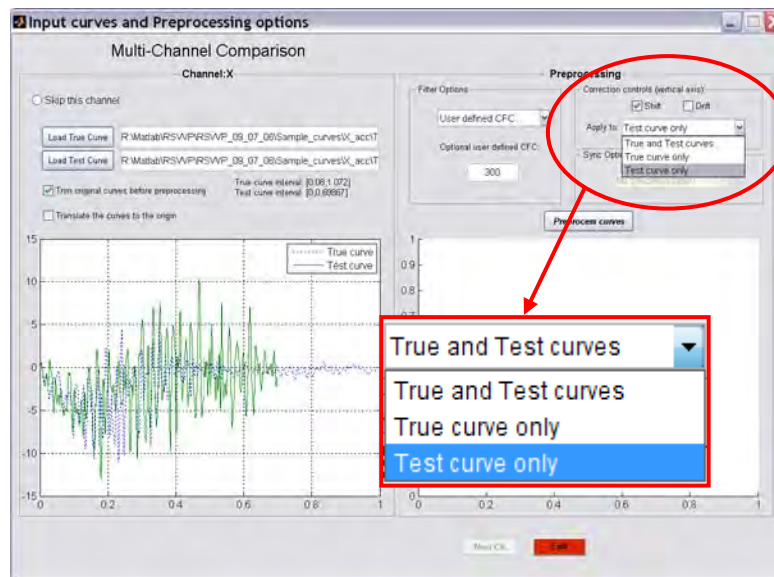 Input curves and Preprocessing options
Multi-Channel Comparison
Channel:X
Skip this channel
Load True Curve R:\Matlab\RSVVP\RSVVP_09_07_08\Sample_curves\X_acc\T
Load Test Curve R:\Matlab\RSVVP\RSVVP_09_07_08\Sample_curves\X_acc\T
Trim original curves before preprocessing
True curve interval: [0.06,1.072]
Test curve interval: [0,0.69867]
Translate the curves to the origin
True curve
Test curve
15
10
5
0
-5
-10
-15
0 0.2 0.4 0.6 0.8 1
Preprocessing
Filter Options
User defined CFC
Optional user defined CFC:
300
Correction controls (vertical axis)
Shift Drift
Apply to: Test curve only
True and Test curves
True curve only
Test curve only
Sync Opti
Preprocess curves
1
0.9
0.8
0.7
True and Test curves
True and Test curves
True curve only
Test curve only
0
0 0.2 0.4 0.6 0.8 1
Next Ch.
Exit